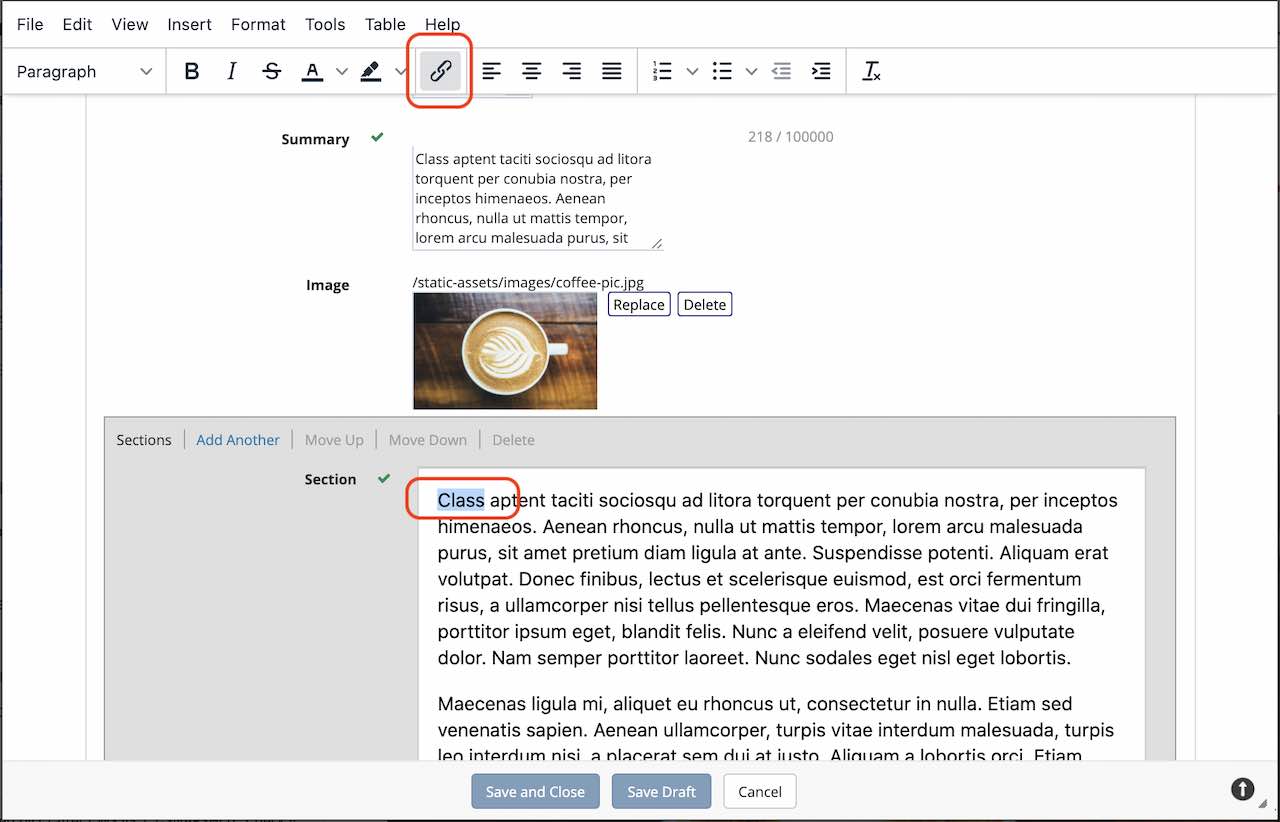 File Edit View Insert Format Tools Table Help
Paragraph B I S A
Summary 218 / 100000
Class aptent taciti sociosqu ad litora
torquent per conubia nostra, per
inceptos himenaeos. Aenean
rhoncus, nulla ut mattis tempor,
lorem arcu malesuada purus, sit
Image /static-assets/images/coffee-pic.jpg
Replace Delete
Sections Add Another Move Up Move Down Delete
Section
Class aptent taciti sociosqu ad litora torquent per conubia nostra, per inceptos
himenaeos. Aenean rhoncus, nulla ut mattis tempor, lorem arcu malesuada
purus, sit amet pretium diam ligula at ante. Suspendisse potenti. Aliquam erat
volutpat. Donec finibus, lectus et scelerisque euismod, est orci fermentum
risus, a ullamcorper nisi tellus pellentesque eros. Maecenas vitae dui fringilla,
porttitor ipsum eget, blandit felis. Nunc a eleifend velit, posuere vulputate
dolor. Nam semper porttitor laoreet. Nunc sodales eget nisl eget lobortis.
Maecenas ligula mi, aliquet eu rhoncus ut, consectetur in nulla. Etiam sed
venenatis sapien. Aenean ullamcorper, turpis vitae interdum malesuada, turpis
leo interdum nisi, a placerat sem dui at justo. Aliquam a lobortis orci. Etiam
Save and Close Save Draft Cancel